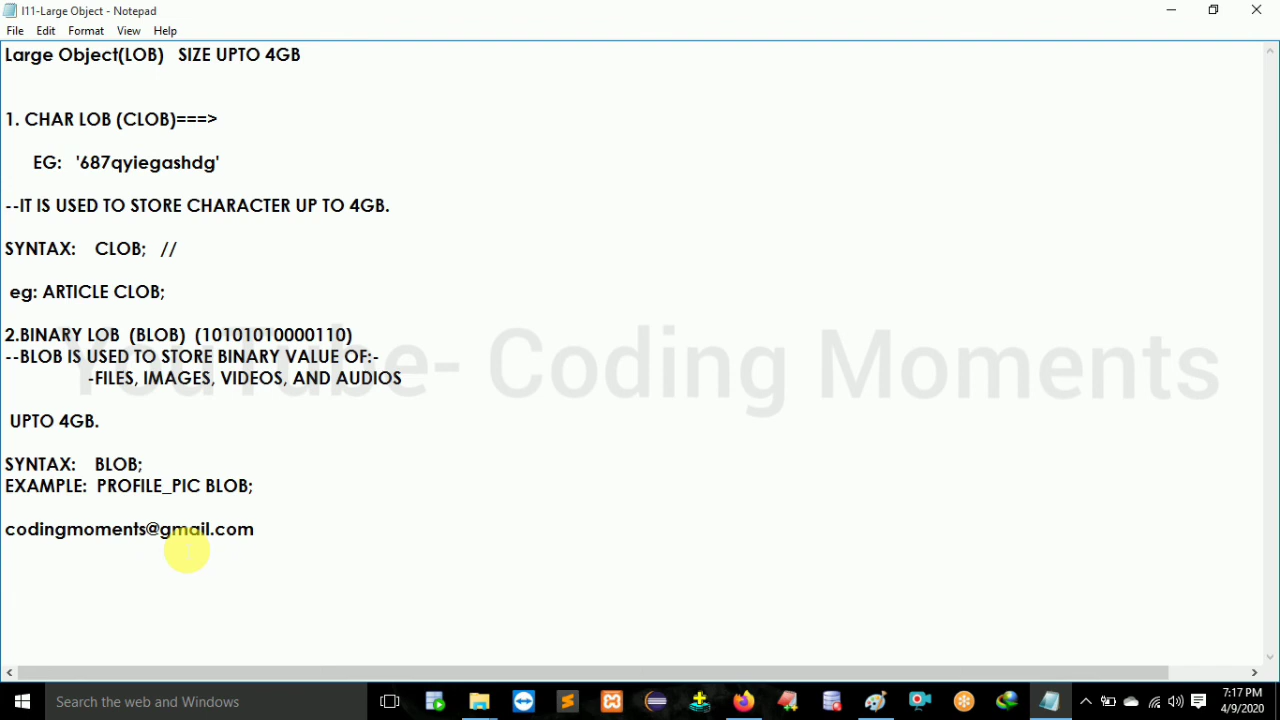 I11-Large Object - Notepad
File Edit Format View Help
Large Object(LOB) SIZE UPTO 4GB
1. CHAR LOB (CLOB)===>
EG: '687qyiegashdg'
--IT IS USED TO STORE CHARACTER UP TO 4GB.
SYNTAX: CLOB; //
eg: ARTICLE CLOB;
2.BINARY LOB (BLOB) (10101010000110)
--BLOB IS USED TO STORE BINARY VALUE OF:-
-FILES, IMAGES, VIDEOS, AND AUDIOS
YouTube- Coding Moments
UPTO 4GB.
SYNTAX: BLOB;
EXAMPLE: PROFILE_PIC BLOB;
codingmoments@gmail.com
Search the web and Windows
7:17 PM
4/9/2020